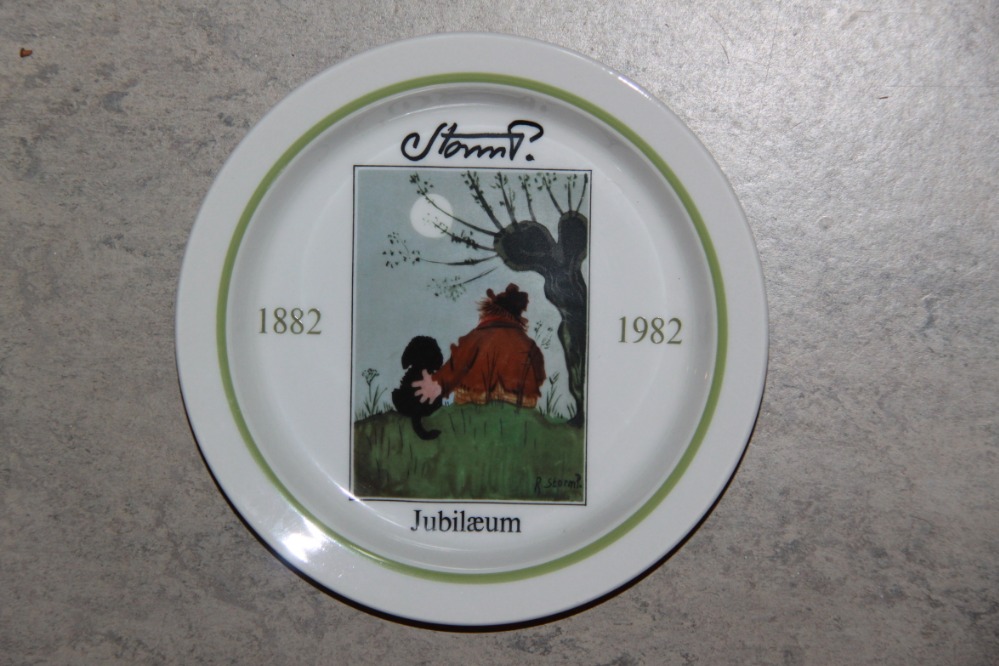 Storm P.
1882
1982
R. Storm P.
Jubilæum